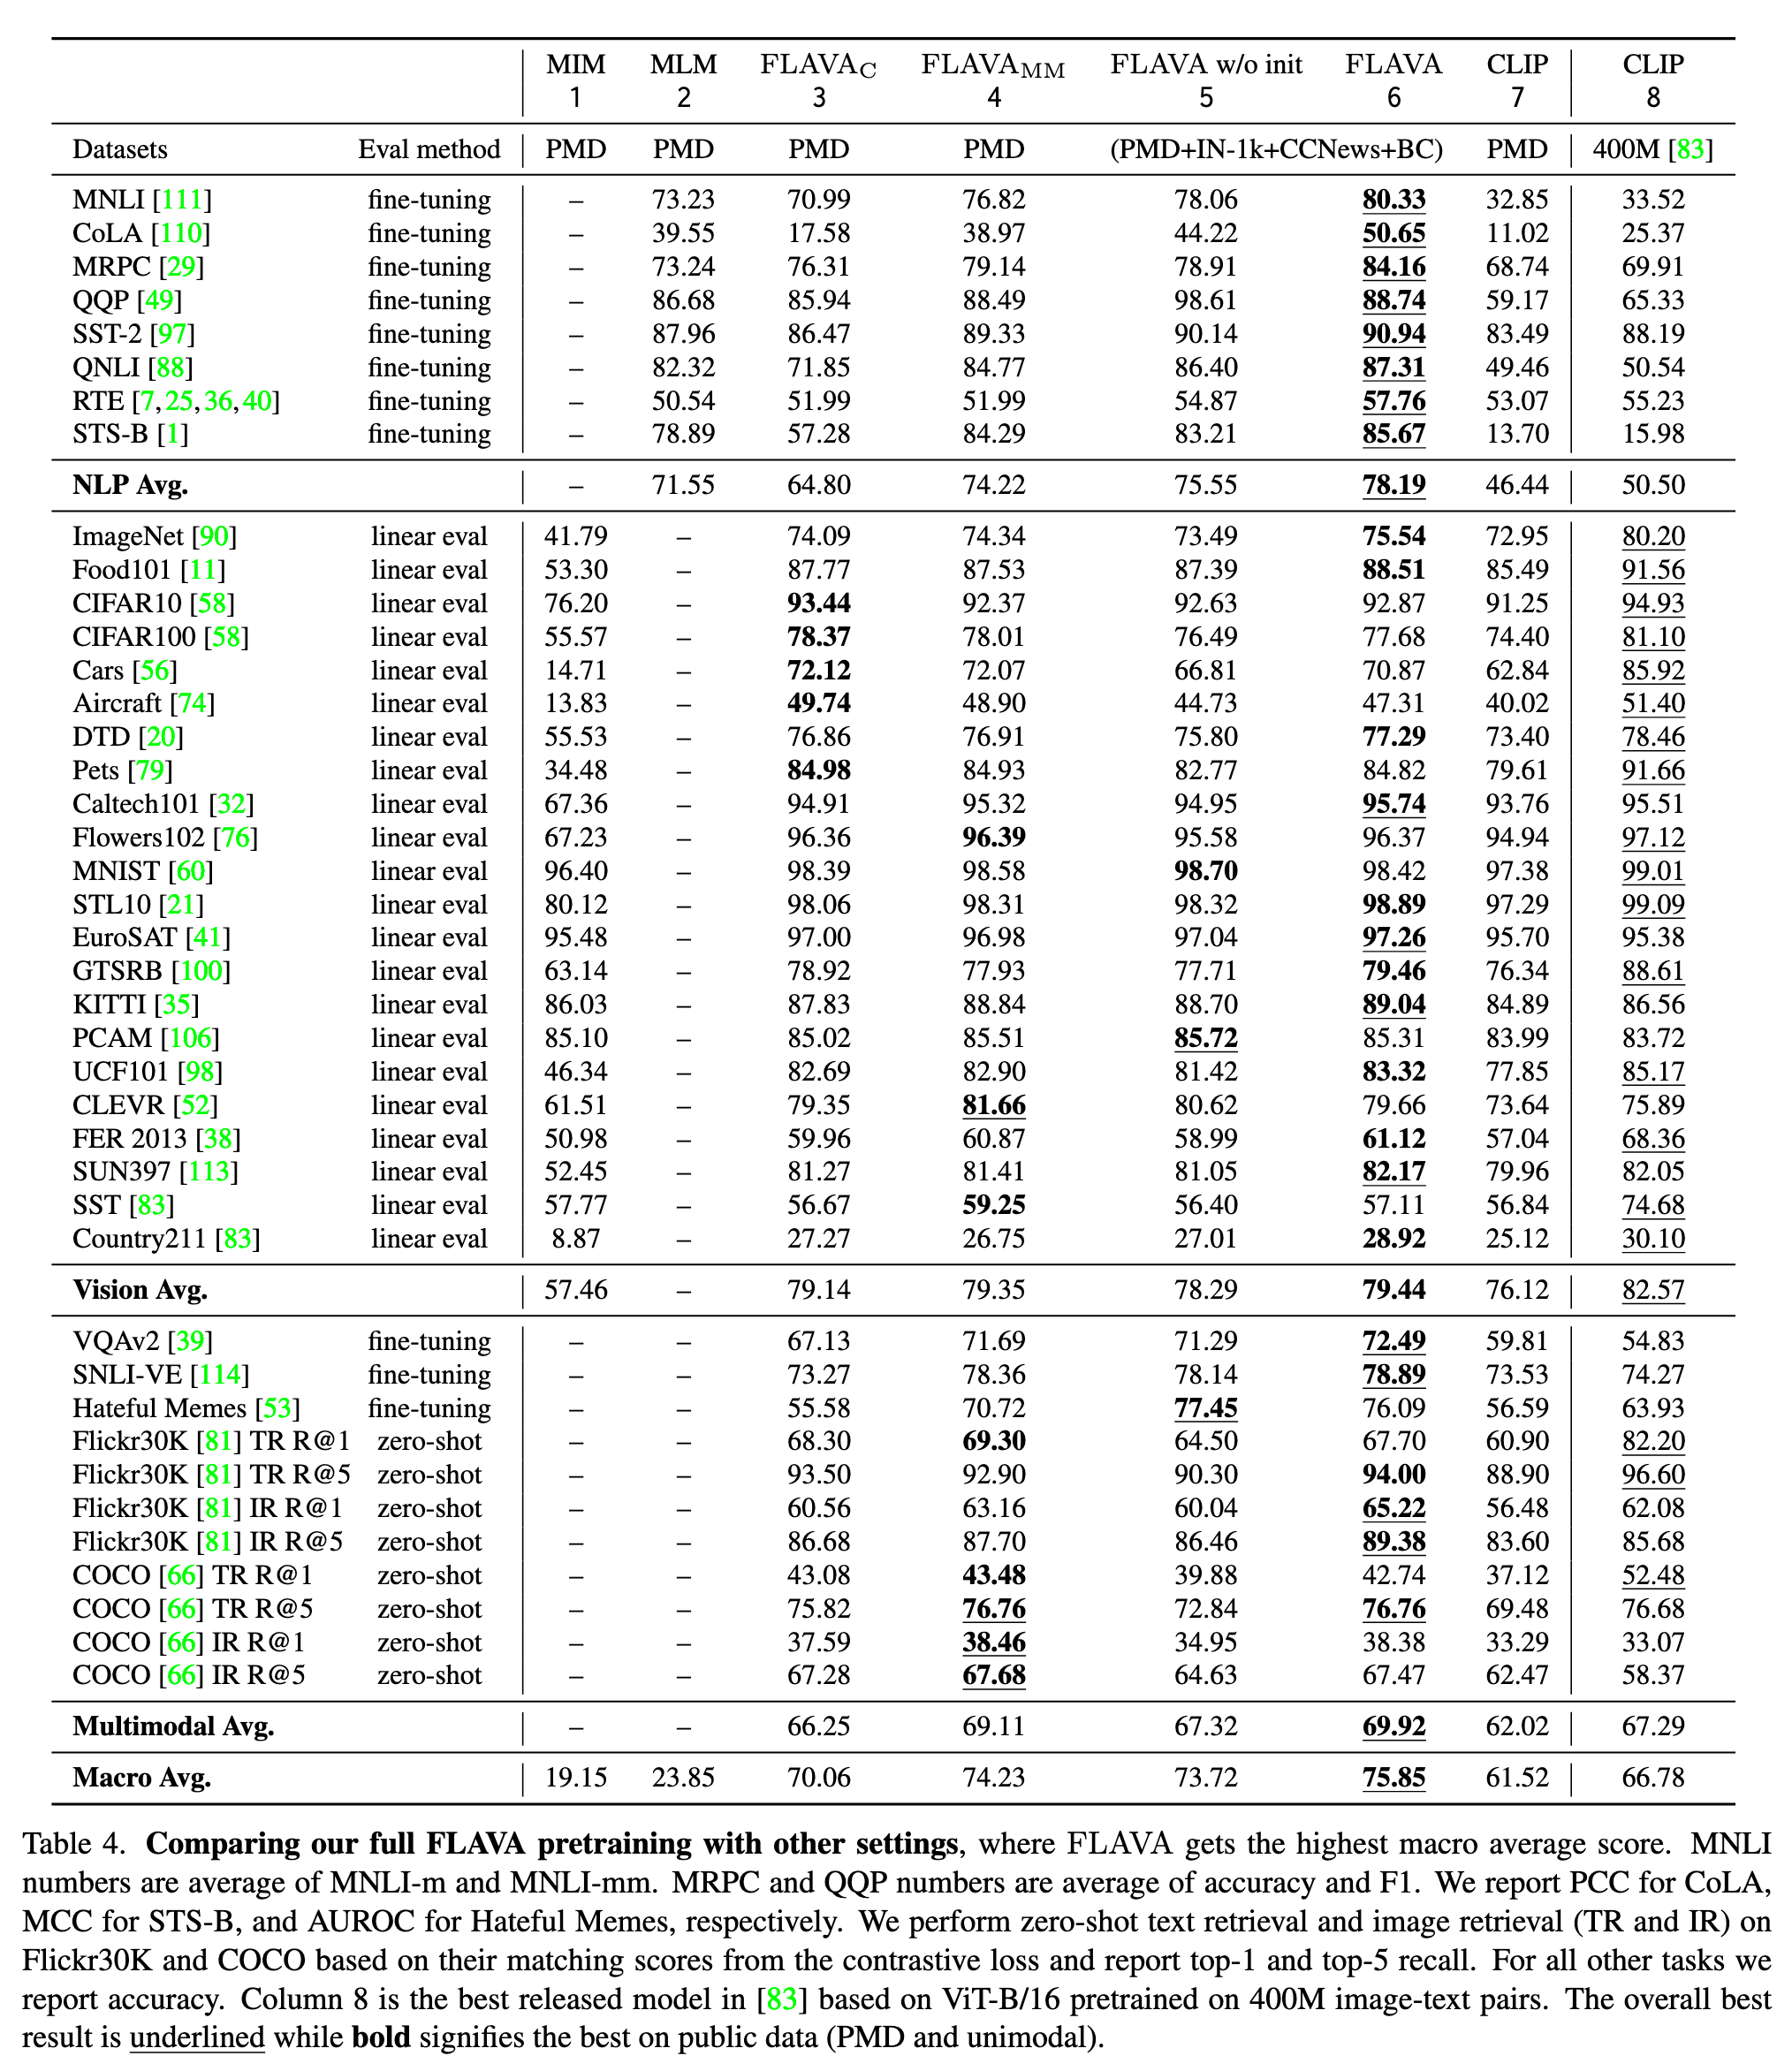 MIM MLM FLAVA_C FLAVA_MM FLAVA w/o init FLAVA CLIP CLIP
1 2 3 4 5 6 7 8
Datasets Eval method PMD PMD PMD PMD (PMD+IN-1k+CCNews+BC) PMD 400M [83]
MNLI [111] fine-tuning – 73.23 70.99 76.82 78.06 80.33 32.85 33.52
CoLA [110] fine-tuning – 39.55 17.58 38.97 44.22 50.65 11.02 25.37
MRPC [29] fine-tuning – 73.24 76.31 79.14 78.91 84.16 68.74 69.91
QQP [49] fine-tuning – 86.68 85.94 88.49 98.61 88.74 59.17 65.33
SST-2 [97] fine-tuning – 87.96 86.47 89.33 90.14 90.94 83.49 88.19
QNLI [88] fine-tuning – 82.32 71.85 84.77 86.40 87.31 49.46 50.54
RTE [7, 25, 36, 40] fine-tuning – 50.54 51.99 51.99 54.87 57.76 53.07 55.23
STS-B [1] fine-tuning – 78.89 57.28 84.29 83.21 85.67 13.70 15.98
NLP Avg. – 71.55 64.80 74.22 75.55 78.19 46.44 50.50
ImageNet [90] linear eval 41.79 – 74.09 74.34 73.49 75.54 72.95 80.20
Food101 [11] linear eval 53.30 – 87.77 87.53 87.39 88.51 85.49 91.56
CIFAR10 [58] linear eval 76.20 – 93.44 92.37 92.63 92.87 91.25 94.93
CIFAR100 [58] linear eval 55.57 – 78.37 78.01 76.49 77.68 74.40 81.10
Cars [56] linear eval 14.71 – 72.12 72.07 66.81 70.87 62.84 85.92
Aircraft [74] linear eval 13.83 – 49.74 48.90 44.73 47.31 40.02 51.40
DTD [20] linear eval 55.53 – 76.86 76.91 75.80 77.29 73.40 78.46
Pets [79] linear eval 34.48 – 84.98 84.93 82.77 84.82 79.61 91.66
Caltech101 [32] linear eval 67.36 – 94.91 95.32 94.95 95.74 93.76 95.51
Flowers102 [76] linear eval 67.23 – 96.36 96.39 95.58 96.37 94.94 97.12
MNIST [60] linear eval 96.40 – 98.39 98.58 98.70 98.42 97.38 99.01
STL10 [21] linear eval 80.12 – 98.06 98.31 98.32 98.89 97.29 99.09
EuroSAT [41] linear eval 95.48 – 97.00 96.98 97.04 97.26 95.70 95.38
GTSRB [100] linear eval 63.14 – 78.92 77.93 77.71 79.46 76.34 88.61
KITTI [35] linear eval 86.03 – 87.83 88.84 88.70 89.04 84.89 86.56
PCAM [106] linear eval 85.10 – 85.02 85.51 85.72 85.31 83.99 83.72
UCF101 [98] linear eval 46.34 – 82.69 82.90 81.42 83.32 77.85 85.17
CLEVR [52] linear eval 61.51 – 79.35 81.66 80.62 79.66 73.64 75.89
FER 2013 [38] linear eval 50.98 – 59.96 60.87 58.99 61.12 57.04 68.36
SUN397 [113] linear eval 52.45 – 81.27 81.41 81.05 82.17 79.96 82.05
SST [83] linear eval 57.77 – 56.67 59.25 56.40 57.11 56.84 74.68
Country211 [83] linear eval 8.87 – 27.27 26.75 27.01 28.92 25.12 30.10
Vision Avg. 57.46 – 79.14 79.35 78.29 79.44 76.12 82.57
VQAv2 [39] fine-tuning – – 67.13 71.69 71.29 72.49 59.81 54.83
SNLI-VE [114] fine-tuning – – 73.27 78.36 78.14 78.89 73.53 74.27
Hateful Memes [53] fine-tuning – – 55.58 70.72 77.45 76.09 56.59 63.93
Flickr30K [81] TR R@1 zero-shot – – 68.30 69.30 64.50 67.70 60.90 82.20
Flickr30K [81] TR R@5 zero-shot – – 93.50 92.90 90.30 94.00 88.90 96.60
Flickr30K [81] IR R@1 zero-shot – – 60.56 63.16 60.04 65.22 56.48 62.08
Flickr30K [81] IR R@5 zero-shot – – 86.68 87.70 86.46 89.38 83.60 85.68
COCO [66] TR R@1 zero-shot – – 43.08 43.48 39.88 42.74 37.12 52.48
COCO [66] TR R@5 zero-shot – – 75.82 76.76 72.84 76.76 69.48 76.68
COCO [66] IR R@1 zero-shot – – 37.59 38.46 34.95 38.38 33.29 33.07
COCO [66] IR R@5 zero-shot – – 67.28 67.68 64.63 67.47 62.47 58.37
Multimodal Avg. – – 66.25 69.11 67.32 69.92 62.02 67.29
Macro Avg. 19.15 23.85 70.06 74.23 73.72 75.85 61.52 66.78
Table 4. Comparing our full FLAVA pretraining with other settings, where FLAVA gets the highest macro average score. MNLI
numbers are average of MNLI-m and MNLI-mm. MRPC and QQP numbers are average of accuracy and F1. We report PCC for CoLA,
MCC for STS-B, and AUROC for Hateful Memes, respectively. We perform zero-shot text retrieval and image retrieval (TR and IR) on
Flickr30K and COCO based on their matching scores from the contrastive loss and report top-1 and top-5 recall. For all other tasks we
report accuracy. Column 8 is the best released model in [83] based on ViT-B/16 pretrained on 400M image-text pairs. The overall best
result is underlined while bold signifies the best on public data (PMD and unimodal).